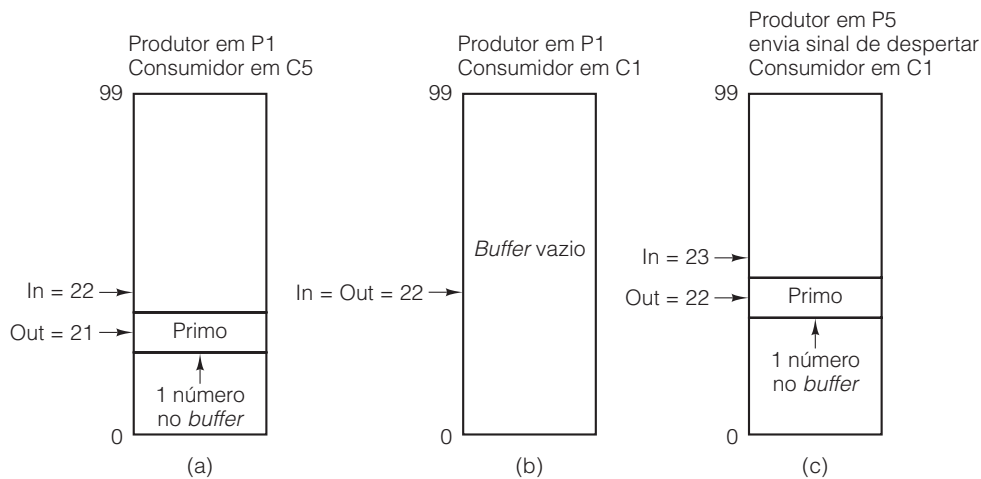 Produtor em P1
Consumidor em C5
99
In = 22
Out = 21
Primo
1 número
no buffer
0
(a)
Produtor em P1
Consumidor em C1
99
Buffer vazio
In = Out = 22
0
(b)
Produtor em P5
envia sinal de despertar
Consumidor em C1
99
In = 23
Out = 22
Primo
1 número
no buffer
0
(c)